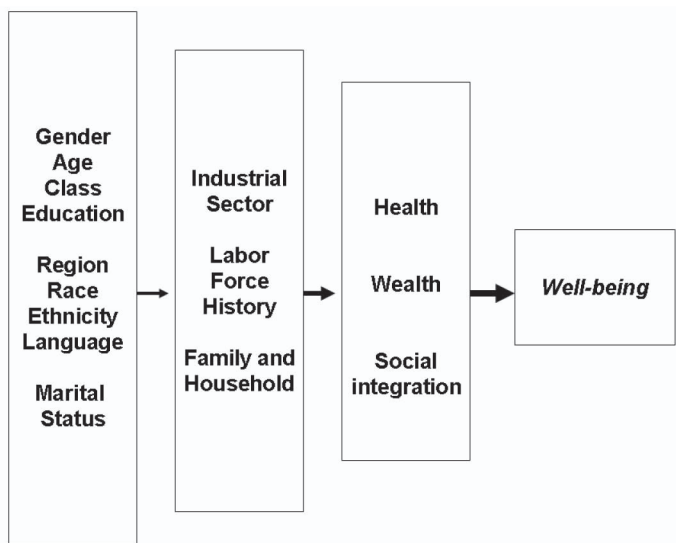 Gender
Age
Class
Education
Region
Race
Ethnicity
Language
Marital
Status
Industrial
Sector
Labor
Force
History
Family and
Household
Health
Wealth
Social
integration
Well-being